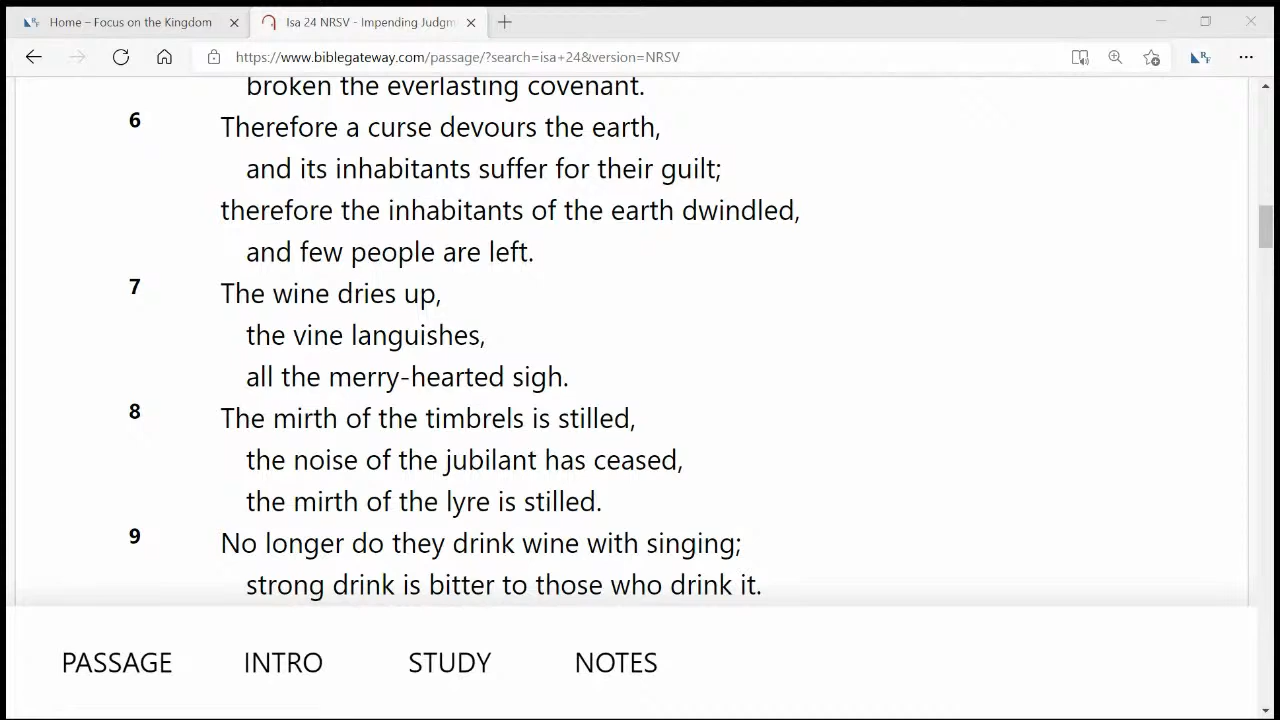 Home – Focus on the Kingdom
Isa 24 NRSV - Impending Judgm
https://www.biblegateway.com/passage/?search=isa+24&version=NRSV
broken the everlasting covenant.
6 Therefore a curse devours the earth,
and its inhabitants suffer for their guilt;
therefore the inhabitants of the earth dwindled,
and few people are left.
7 The wine dries up,
the vine languishes,
all the merry-hearted sigh.
8 The mirth of the timbrels is stilled,
the noise of the jubilant has ceased,
the mirth of the lyre is stilled.
9 No longer do they drink wine with singing;
strong drink is bitter to those who drink it.
PASSAGE INTRO STUDY NOTES